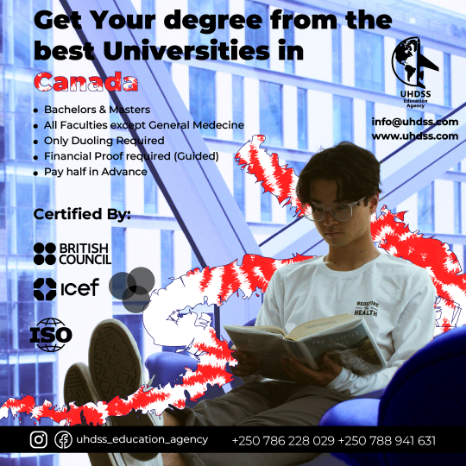 Get Your degree from the
best Universities in
Canada
Bachelors & Masters
All Faculties except General Medecine
Only Duoling Required
Financial Proof required (Guided)
Pay half in Advance
UHDSS
Education
Agency
info@uhdss.com
www.uhdss.com
Certified By:
BRITISH
COUNCIL
icef
ISO
HEALTH
uhdss_education_agency
+250 786 228 029 +250 788 941 631